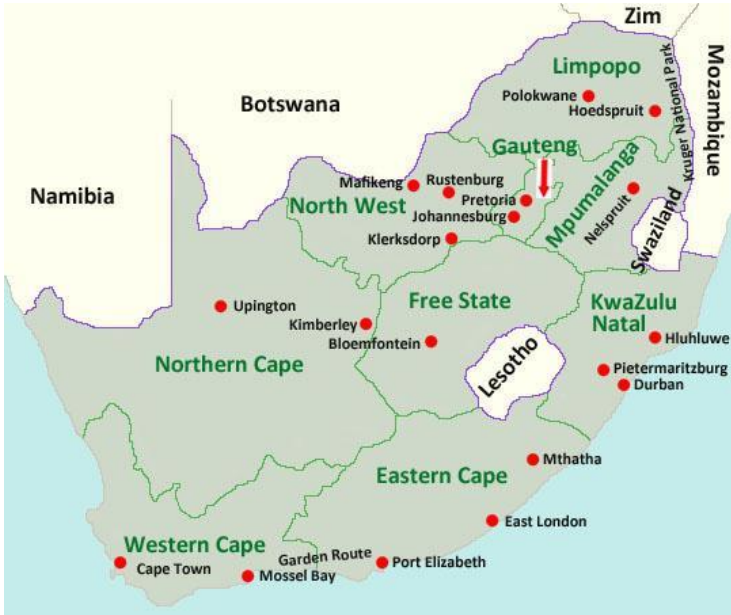 Zim
Limpopo
Botswana
Polokwane
Hoedspruit
Kruger National Park
Mozambique
Gauteng
Namibia
Mafikeng
Rustenburg
North West
Pretoria
Johannesburg
Mpumalanga
Nelspruit
Swaziland
Klerksdorp
Upington
Free State
KwaZulu
Natal
Kimberley
Bloemfontein
Hluhluwe
Northern Cape
Lesotho
Pietermaritzburg
Durban
Eastern Cape
Mthatha
East London
Western Cape
Garden Route
Cape Town
Mossel Bay
Port Elizabeth